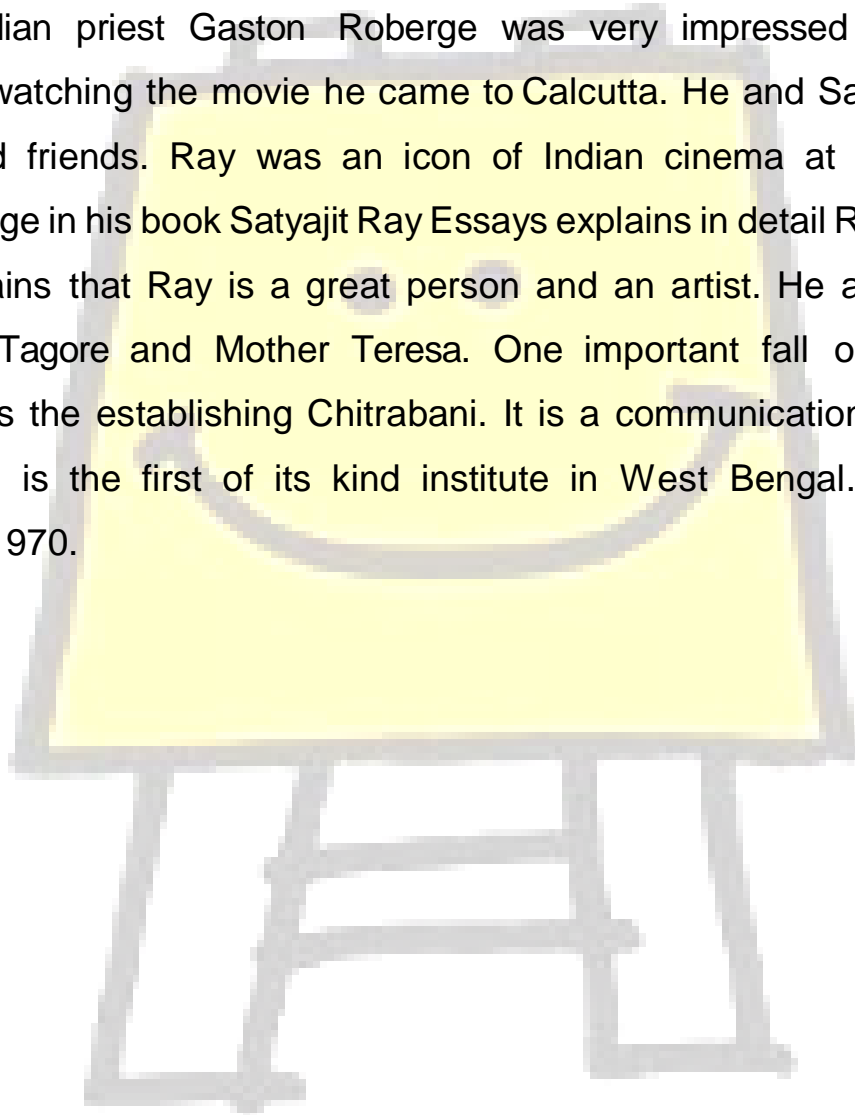 lian priest Gaston Roberge was very impressed
watching the movie he came to Calcutta. He and Sa
d friends. Ray was an icon of Indian cinema at
ge in his book Satyajit Ray Essays explains in detail R
ains that Ray is a great person and an artist. He a
Tagore and Mother Teresa. One important fall o
s the establishing Chitrabani. It is a communication
is the first of its kind institute in West Bengal.
970.